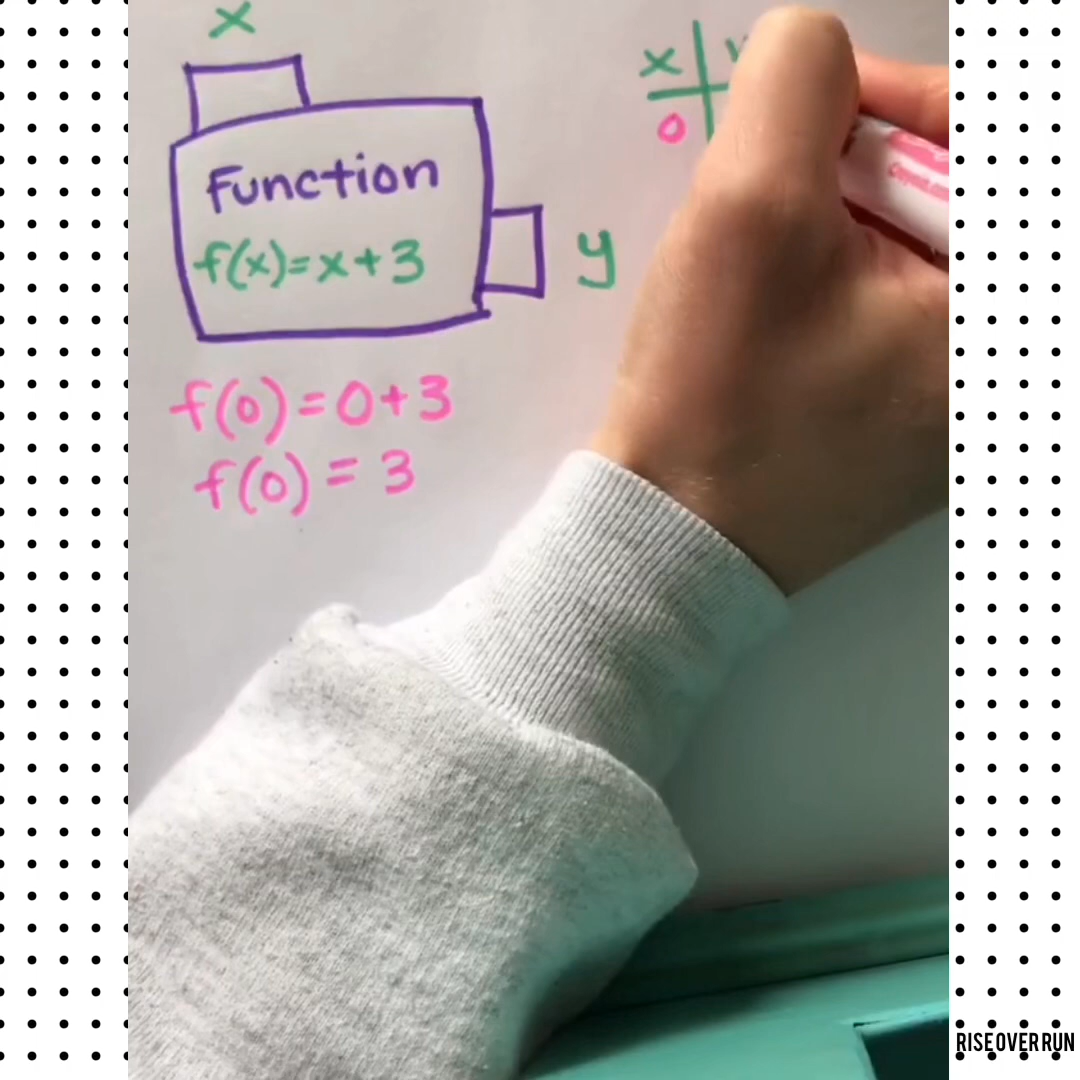 x
Function
f(x)=x+3
y
f(0)=0+3
f(0)=3
x
0
RISE OVER RUN